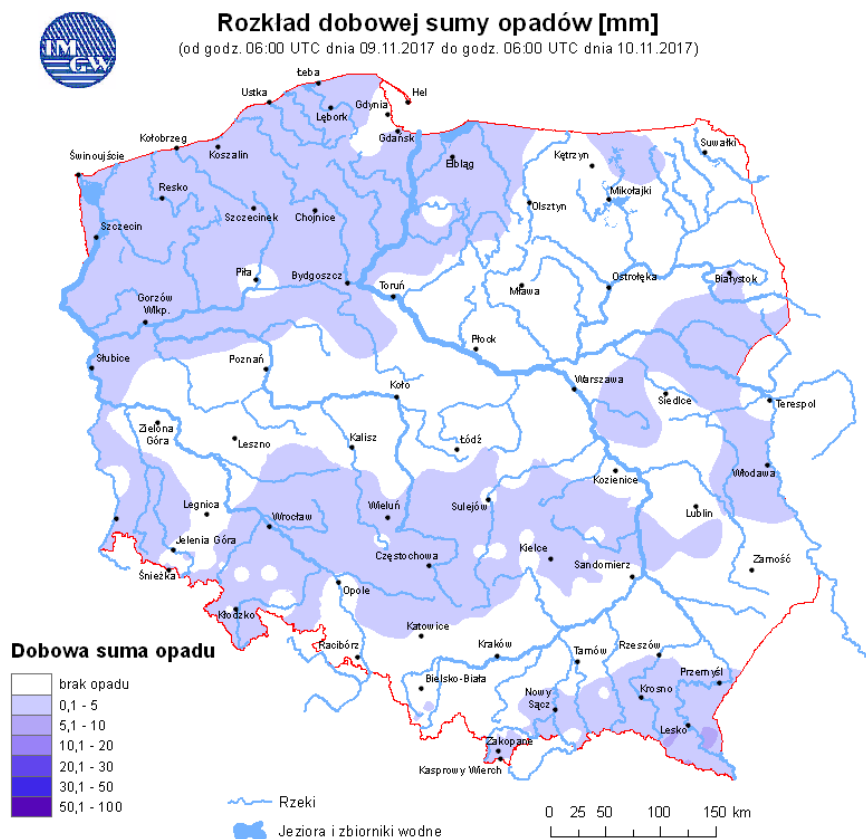 Rozkład dobowej sumy opadów [mm]
(od godz. 06:00 UTC dnia 09.11.2017 do godz. 06:00 UTC dnia 10.11.2017)
IM
GW
Łeba
Ustka
Hel
Gdynia
Lębork
Gdańsk
Kołobrzeg
Koszalin
Suwałki
Kętrzyn
Elbląg
Świnoujście
Resko
Mikołajki
Olsztyn
Szczecinek
Chojnice
Szczecin
Piła
Bydgoszcz
Toruń
Mława
Ostrołęka
Białystok
Gorzów
Wlkp.
Płock
Słubice
Poznań
Koło
Warszawa
Siedlce
Terespol
Zielona
Góra
Leszno
Kalisz
Łódź
Włodawa
Kozienice
Legnica
Wrocław
Wieluń
Sulejów
Lublin
Jelenia Góra
Częstochowa
Kielce
Sandomierz
Zamość
Śnieżka
Opole
Kłodzko
Katowice
Racibórz
Kraków
Tarnów
Rzeszów
Przemyśl
Bielsko-Biała
Nowy
Sącz
Krosno
Lesko
Zakopane
Kasprowy Wierch
Dobowa suma opadu
brak opadu
0,1 - 5
5,1 - 10
10,1 - 20
20,1 - 30
30,1 - 50
50,1 - 100
Rzeki
Jeziora i zbiorniki wodne
0 25 50 100 150 km